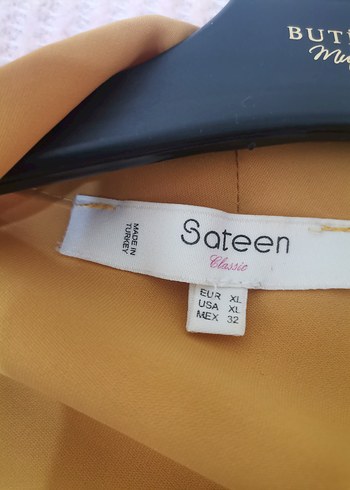 MADE IN
TURKEY
Sateen
Classic
EUR XL
USA XL
MEX 32